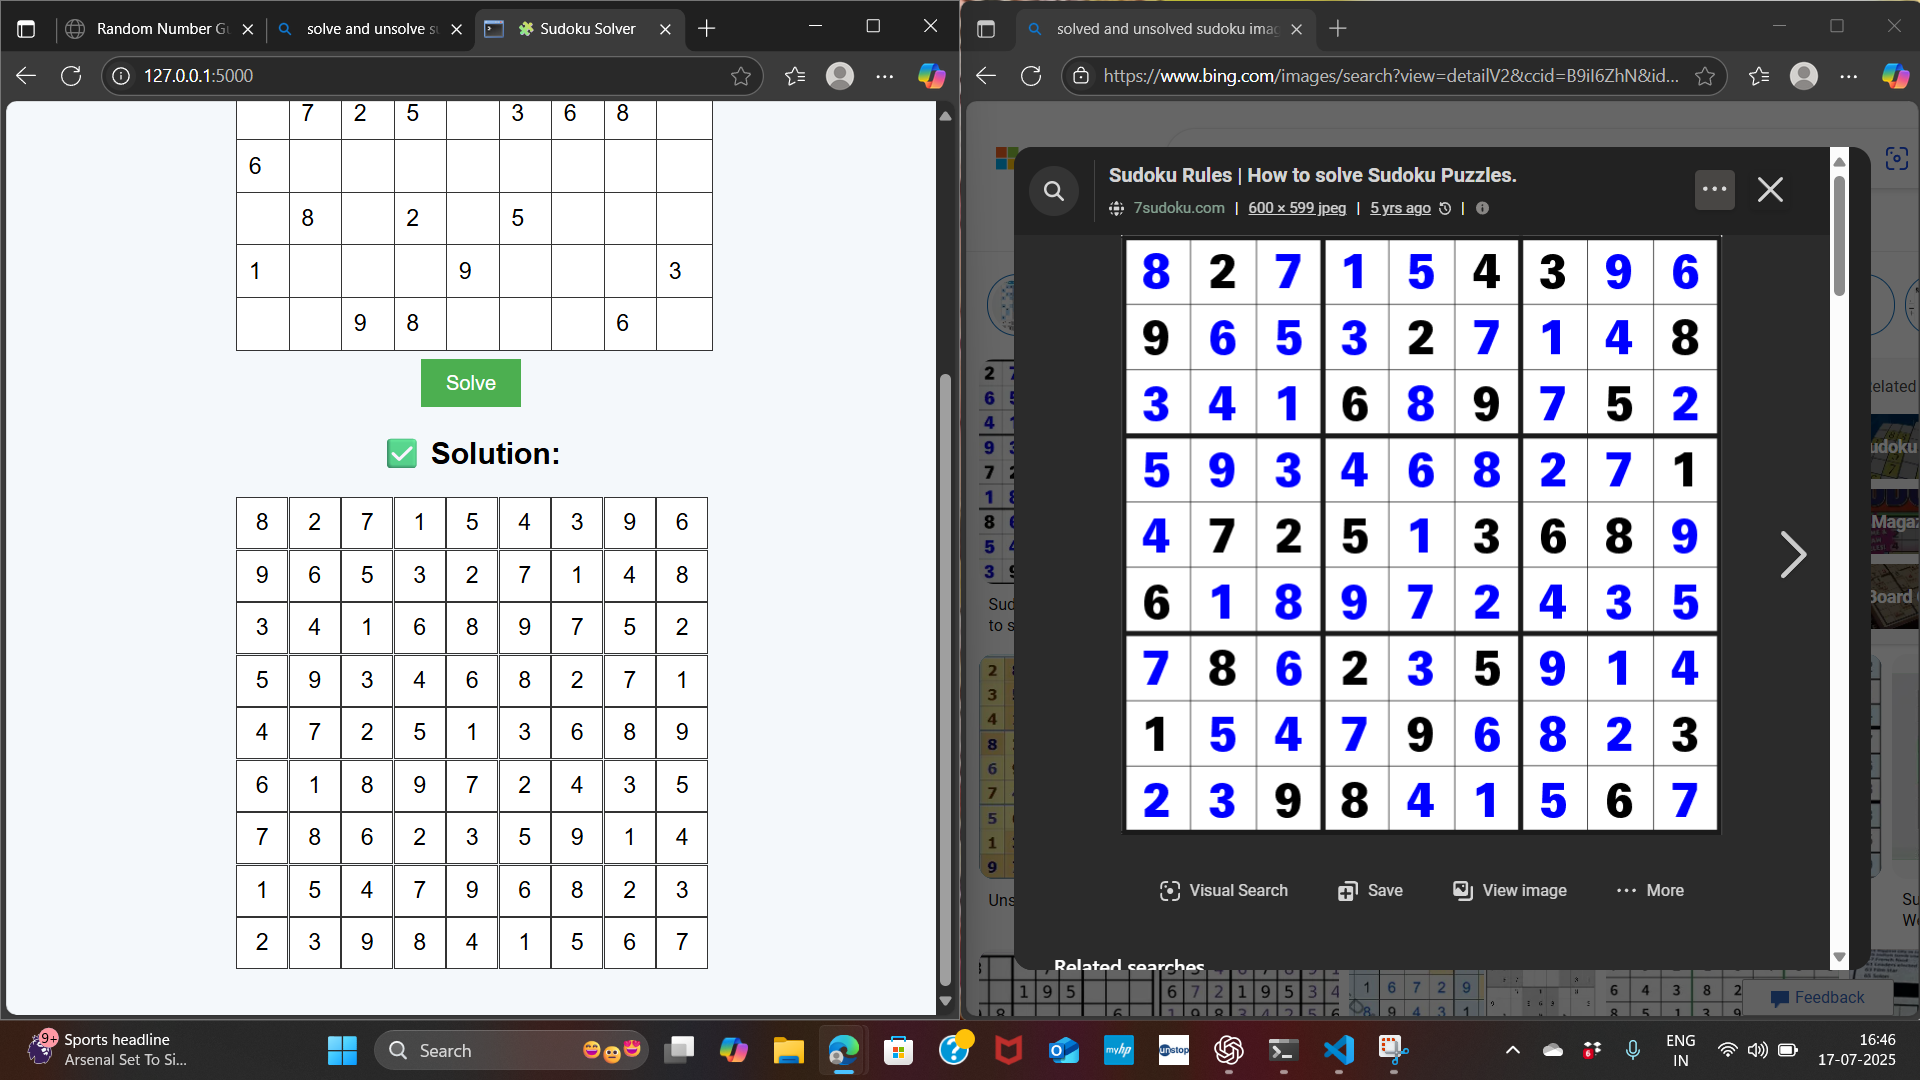 Random Number G
solve and unsolve su
Sudoku Solver
127.0.0.1:5000
7 2 5 3 6 8
6
8 2 5
1 9 3
9 8 6
Solve
Solution:
8 2 7 1 5 4 3 9 6
9 6 5 3 2 7 1 4 8
3 4 1 6 8 9 7 5 2
5 9 3 4 6 8 2 7 1
4 7 2 5 1 3 6 8 9
6 1 8 9 7 2 4 3 5
7 8 6 2 3 5 9 1 4
1 5 4 7 9 6 8 2 3
2 3 9 8 4 1 5 6 7
solved and unsolved sudoku imag
https://www.bing.com/images/search?view=detailV2&ccid=B9iI6ZhN&id...
Sudoku Rules | How to solve Sudoku Puzzles.
7sudoku.com | 600 × 599 jpeg | 5 yrs ago |
8 2 7 1 5 4 3 9 6
9 6 5 3 2 7 1 4 8
3 4 1 6 8 9 7 5 2
5 9 3 4 6 8 2 7 1
4 7 2 5 1 3 6 8 9
6 1 8 9 7 2 4 3 5
7 8 6 2 3 5 9 1 4
1 5 4 7 9 6 8 2 3
2 3 9 8 4 1 5 6 7
Visual Search
Save
View image
More
Related searches
Feedback
Sports headline
Arsenal Set To Si...
Search
myhp
unstop
ENG
IN
16:46
17-07-2025